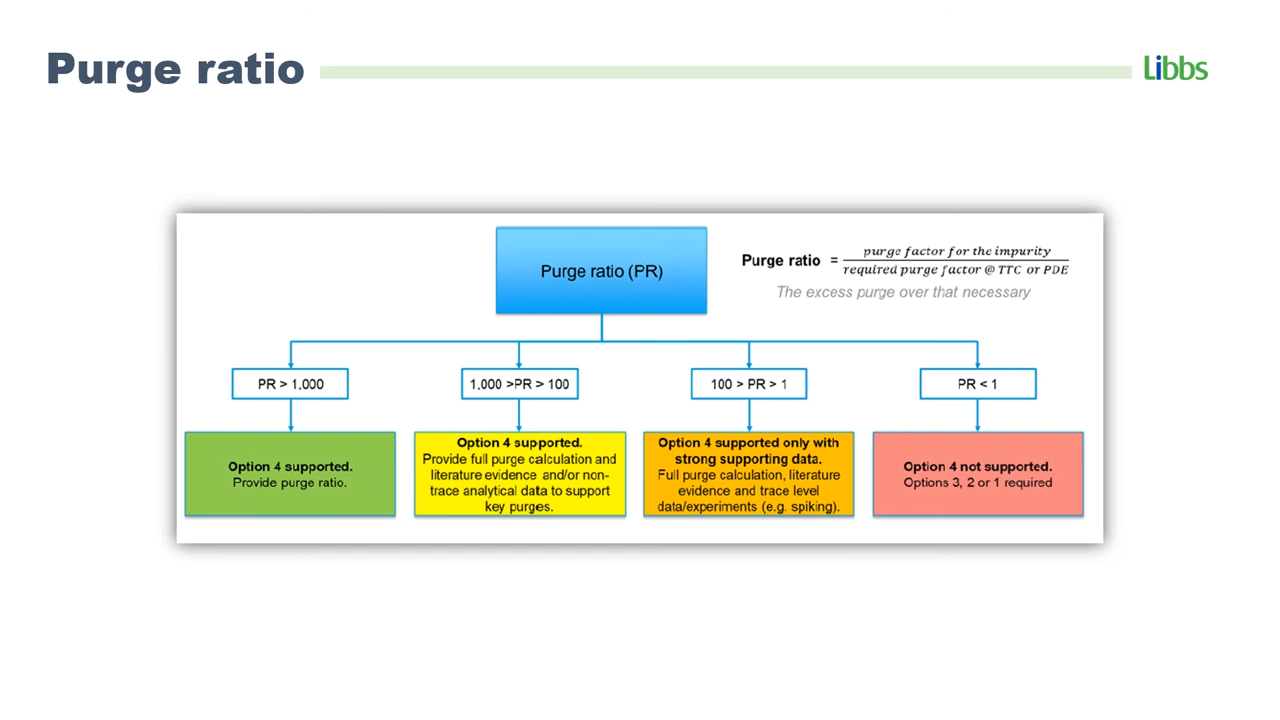 Purge ratio
Libbs
Purge ratio (PR)
Purge ratio = purge factor for the impurity
required purge factor @ TTC or PDE
The excess purge over that necessary
PR > 1,000
1,000 >PR > 100
100 > PR > 1
PR < 1
Option 4 supported.
Provide purge ratio.
Option 4 supported.
Provide full purge calculation and
literature evidence and/or non-
trace analytical data to support
key purges.
Option 4 supported only with
strong supporting data.
Full purge calculation, literature
evidence and trace level
data/experiments (e.g. spiking).
Option 4 not supported.
Options 3, 2 or 1 required